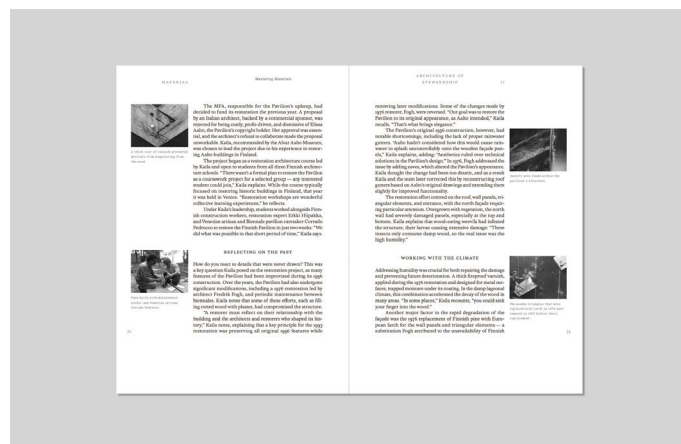 MATERIAL
Mastering Materials
The MFA, responsible for the Pavilion's upkeep, had
decided to fund its restoration the previous year. A proposal
by an Italian architect, backed by a commercial sponsor, was
rejected for being costly, profit-driven, and dismissive of Elissa
Aalto, the Pavilion's copyright holder. Her approval was essen-
tial, and the architect's refusal to collaborate made the proposal
unworkable. Kaila, recommended by the Alvar Aalto Museum,
was chosen to lead the project due to his experience in restor-
ing Aalto buildings in Finland.
The project began as a restoration architecture course led
by Kaila and open to students from all three Finnish architec-
ture schools. "There wasn't a formal plan to restore the Pavilion
as a coursework project for a selected group — any interested
student could join," Kaila explains. While the course typically
focused on restoring historic buildings in Finland, that year
it was held in Venice. "Restoration workshops are wonderful
collective learning experiences," he reflects.
Under Kaila's leadership, students worked alongside Finn-
ish construction workers, restoration expert Erkki
and Venetian artisan and Biennale pavilion caretaker Corrado
Pedrocco to restore the Finnish Pavilion in just two weeks. "We
did what was possible in that short period of time," Kaila says.
REFLECTING ON THE PAST
How do you react to details that were never drawn? This was
a key question Kaila posed on the restoration project, as many
features of the Pavilion had been improvised during its 1956
construction. Over the years, the Pavilion had also undergone
significant modifications, including a 1976 restoration led by
architect Fredrik Fogh, and periodic maintenance between
biennales. Kaila notes that some of these efforts, such as fill-
ing rotted wood with plaster, had compromised the structure.
"A restorer must reflect on their relationship with the
building and the architects and restorers who shaped its his-
tory," Kaila notes, explaining that a key principle for the 1993
restoration was preserving all original 1956 features while
ARCHITECTURE OF
STEWARDSHIP
removing later modifications. Some of the changes made by
1976 restorer, Fogh, were reversed. "Our goal was to restore the
Pavilion to its original appearance, as Aalto intended," Kaila
recalls. "That's what brings elegance."
The Pavilion's original 1956 construction, however, had
notable shortcomings, including the lack of proper rainwater
gutters. "Aalto hadn't considered how this would cause rain-
water to splash uncontrollably onto the wooden façade pan-
els," Kaila explains, adding, "Aesthetics ruled over technical
solutions in the Pavilion's design." In 1976, Fogh addressed the
issue by adding eaves, which altered the Pavilion's appearance.
Kaila thought the change had been too drastic, and as a result
Kaila and the team later corrected this by reconstructing roof
gutters based on Aalto's original drawings and extending them
slightly for improved functionality.
The restoration effort centred on the roof, wall panels, tri-
angular elements, and entrance, with the north façade requir-
ing particular attention. Overgrown with vegetation, the north
wall had severely damaged panels, especially at the top and
bottom. Kaila explains that wood-eating weevils had infested
the structure, their larvae causing extensive damage: "These
insects only consume damp wood, so the real issue was the
high humidity."
WORKING WITH THE CLIMATE
Addressing humidity was crucial for both repairing the damage
and preventing future deterioration. A thick fireproof varnish,
applied during the 1976 restoration and designed for metal sur-
faces, trapped moisture under its coating. In the damp lagoonal
climate, this combination accelerated the decay of the wood in
many areas. "In some places," Kaila recounts, "you could sink
your finger into the wood."
Another major factor in the rapid degradation of the
façade was the 1976 replacement of Finnish pine with Euro-
pean larch for the wall panels and triangular elements — a
substitution Fogh attributed to the unavailability of Finnish